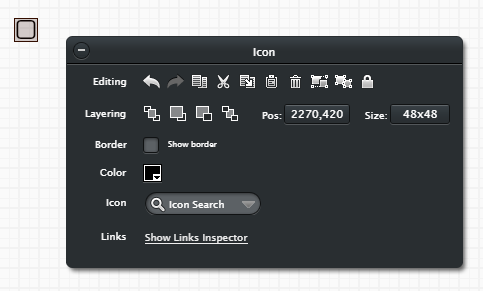 Icon
Editing
Layering Pos: 2270,420 Size: 48x48
Border Show border
Color
Icon Icon Search
Links Show Links Inspector